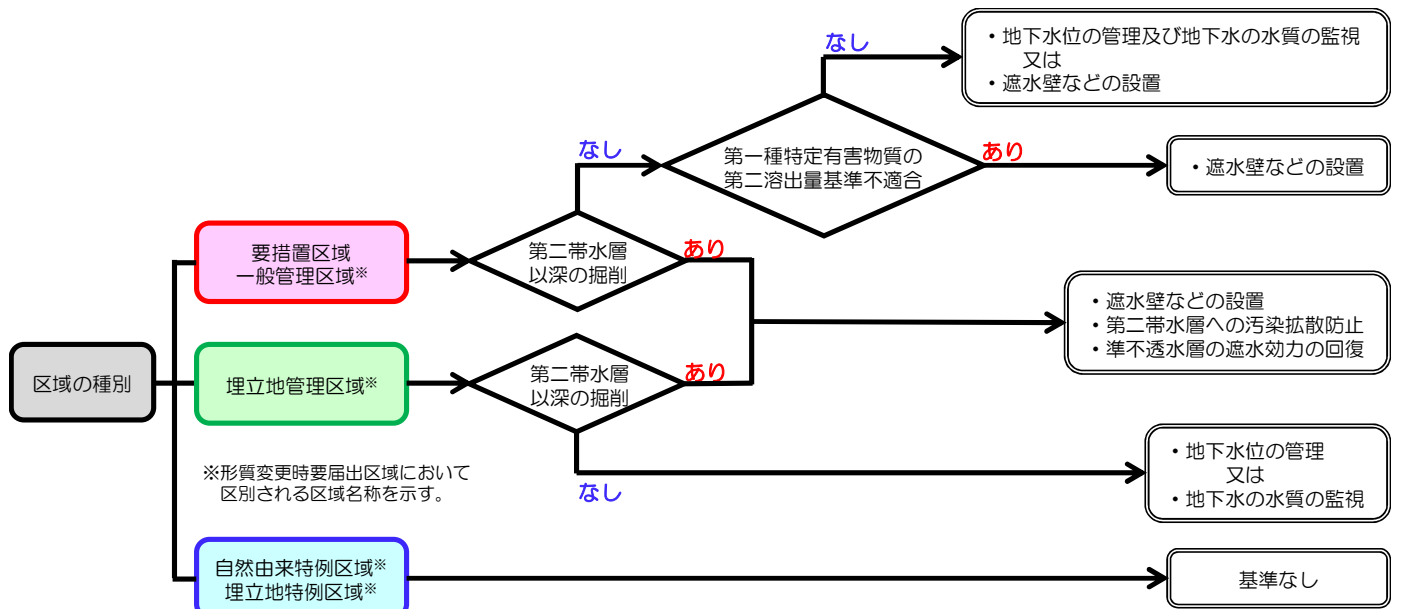 なし
・地下水位の管理及び地下水の水質の監視
又は
・遮水壁などの設置
なし
第一種特定有害物質の
第二溶出量基準不適合
あり
・遮水壁などの設置
要措置区域
一般管理区域※
第二帯水層
以深の掘削
あり
・遮水壁などの設置
・第二帯水層への汚染拡散防止
・準不透水層の遮水効力の回復
区域の種別
埋立地管理区域※
第二帯水層
以深の掘削
あり
・地下水位の管理
又は
・地下水の水質の監視
なし
※形質変更時要届出区域において
区別される区域名称を示す。
自然由来特例区域※
埋立地特例区域※
基準なし